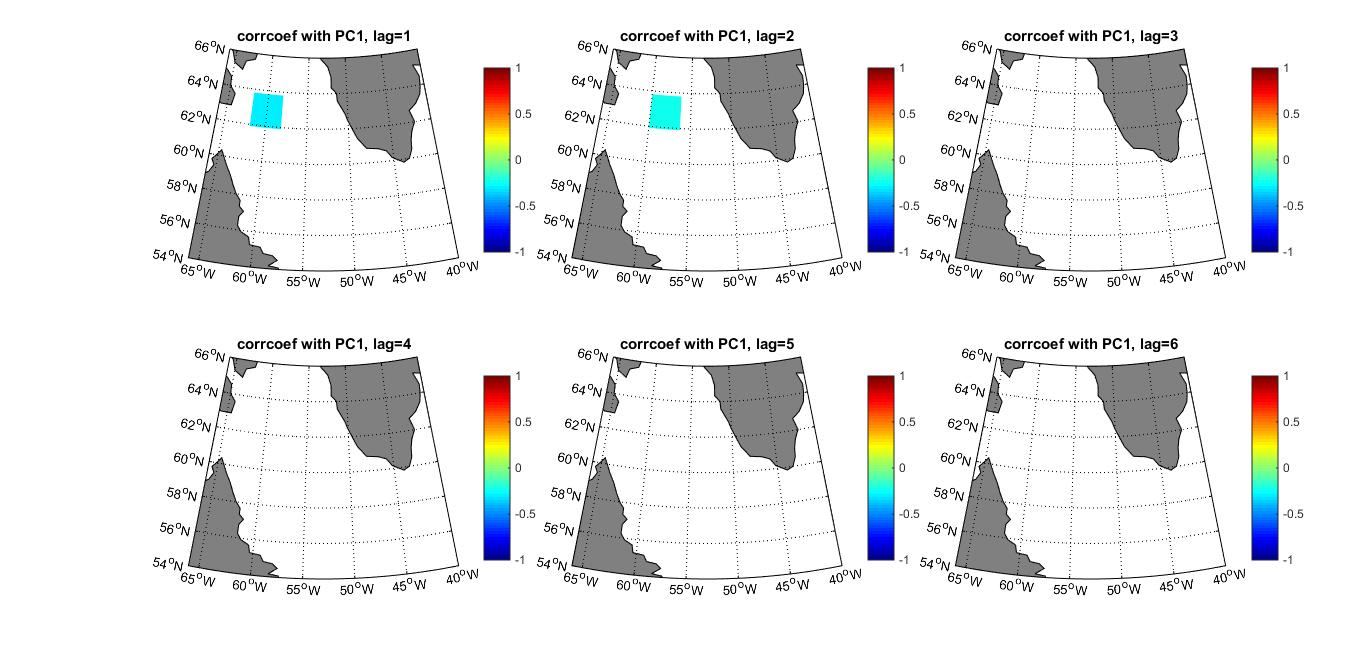 corrcoef with PC1, lag=1
66°N
64°N
62°N
60°N
58°N
56°N
54°N
65°W
60°W
55°W
50°W
45°W
40°W
1
0.5
0
-0.5
-1
corrcoef with PC1, lag=2
66°N
64°N
62°N
60°N
58°N
56°N
54°N
65°W
60°W
55°W
50°W
45°W
40°W
1
0.5
0
-0.5
-1
corrcoef with PC1, lag=3
66°N
64°N
62°N
60°N
58°N
56°N
54°N
65°W
60°W
55°W
50°W
45°W
40°W
1
0.5
0
-0.5
-1
corrcoef with PC1, lag=4
66°N
64°N
62°N
60°N
58°N
56°N
54°N
65°W
60°W
55°W
50°W
45°W
40°W
1
0.5
0
-0.5
-1
corrcoef with PC1, lag=5
66°N
64°N
62°N
60°N
58°N
56°N
54°N
65°W
60°W
55°W
50°W
45°W
40°W
1
0.5
0
-0.5
-1
corrcoef with PC1, lag=6
66°N
64°N
62°N
60°N
58°N
56°N
54°N
65°W
60°W
55°W
50°W
45°W
40°W
1
0.5
0
-0.5
-1